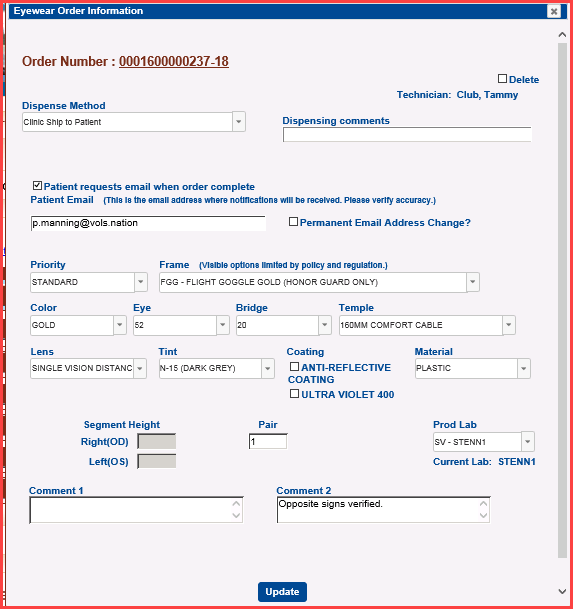 Eyewear Order Information
Order Number : 0001600000237-18
Delete
Technician: Club, Tammy
Dispense Method
Clinic Ship to Patient
Dispensing comments
Patient requests email when order complete
Patient Email (This is the email address where notifications will be received. Please verify accuracy.)
p.manning@vols.nation
Permanent Email Address Change?
Priority Frame (Visible options limited by policy and regulation.)
STANDARD FGG - FLIGHT GOGGLE GOLD (HONOR GUARD ONLY)
Color Eye Bridge Temple
GOLD 52 20 160MM COMFORT CABLE
Lens Tint Coating Material
SINGLE VISION DISTANC N-15 (DARK GREY) ANTI-REFLECTIVE COATING PLASTIC
ULTRA VIOLET 400
Segment Height Pair Prod Lab
Right(OD) 1 SV - STENN1
Left(OS) Current Lab: STENN1
Comment 1 Comment 2
Opposite signs verified.
Update